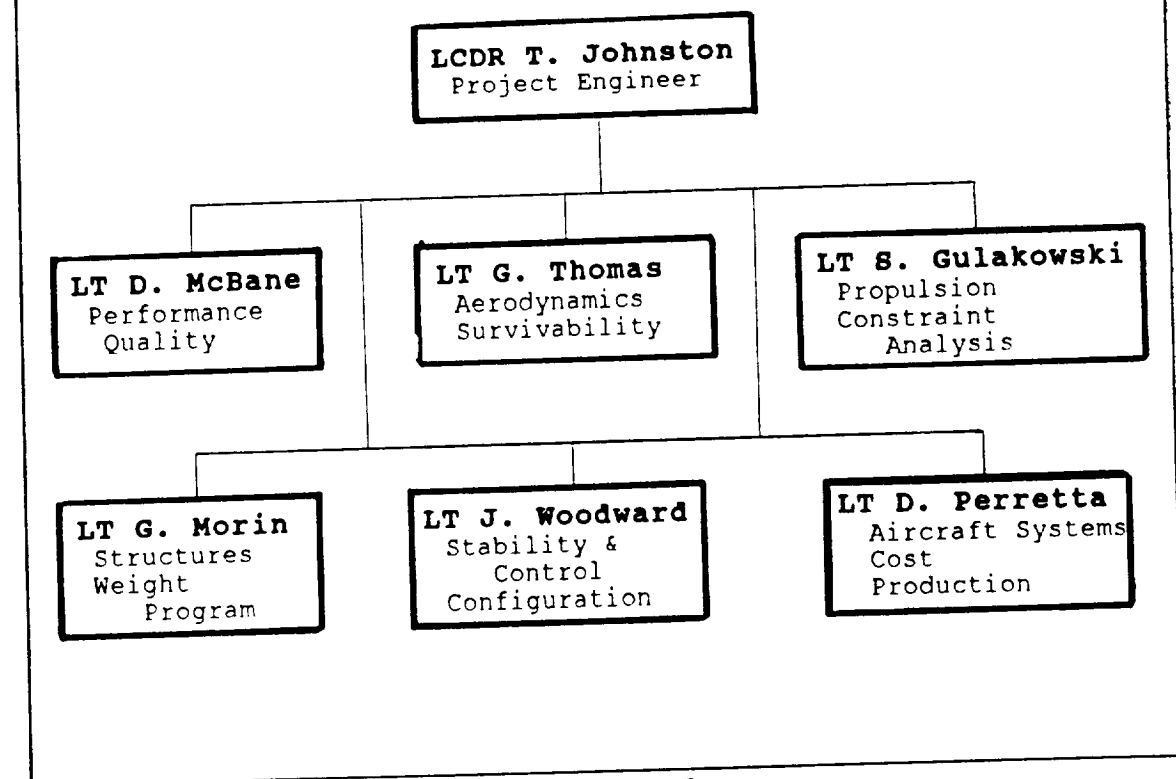 LCDR T. Johnston
Project Engineer
LT D. McBane
Performance
Quality
LT G. Thomas
Aerodynamics
Survivability
LT S. Gulakowski
Propulsion
Constraint
Analysis
LT G. Morin
Structures
Weight
Program
LT J. Woodward
Stability &
Control
Configuration
LT D. Perretta
Aircraft Systems
Cost
Production